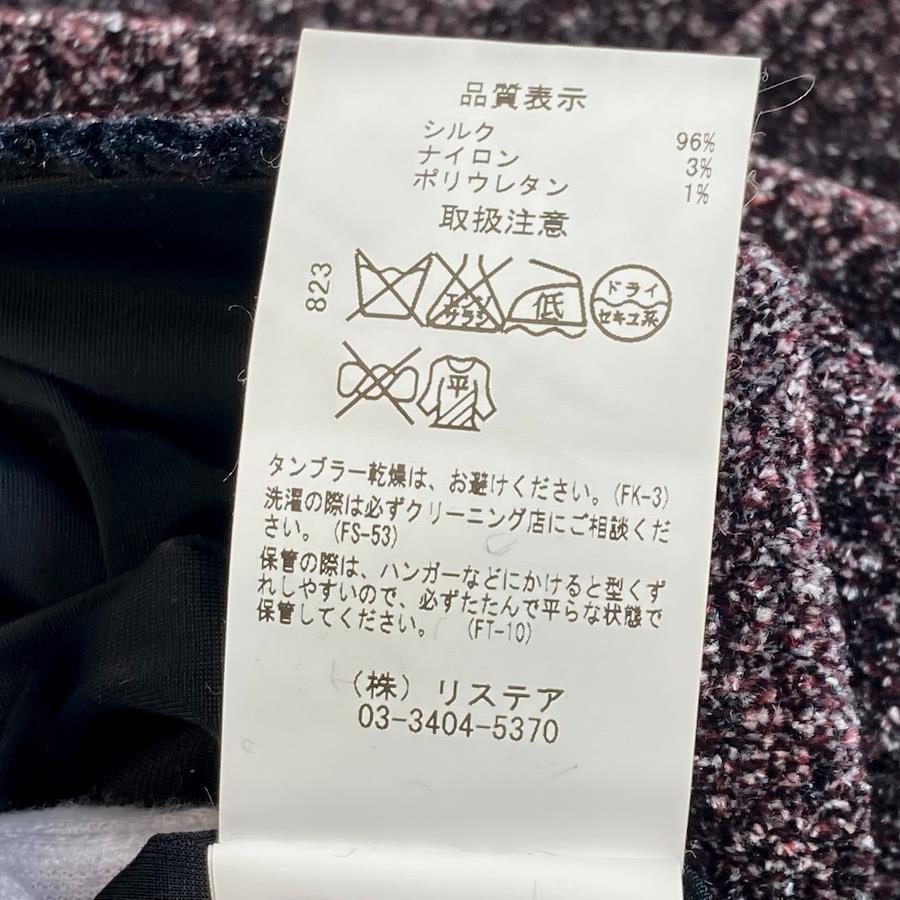 品質表示
シルク 96%
ナイロン 3%
ポリウレタン 1%
取扱注意
823
エンソ
サラシ
低
ドライ
セキユ系
平
タンブラー乾燥は、お避けください。(FK-3)
洗濯の際は必ずクリーニング店にご相談くだ
さい。(FS-53)
保管の際は、ハンガーなどにかけると型くず
れしやすいので、必ずたたんで平らな状態で
保管してください。 (FT-10)
(株) リステア
03-3404-5370